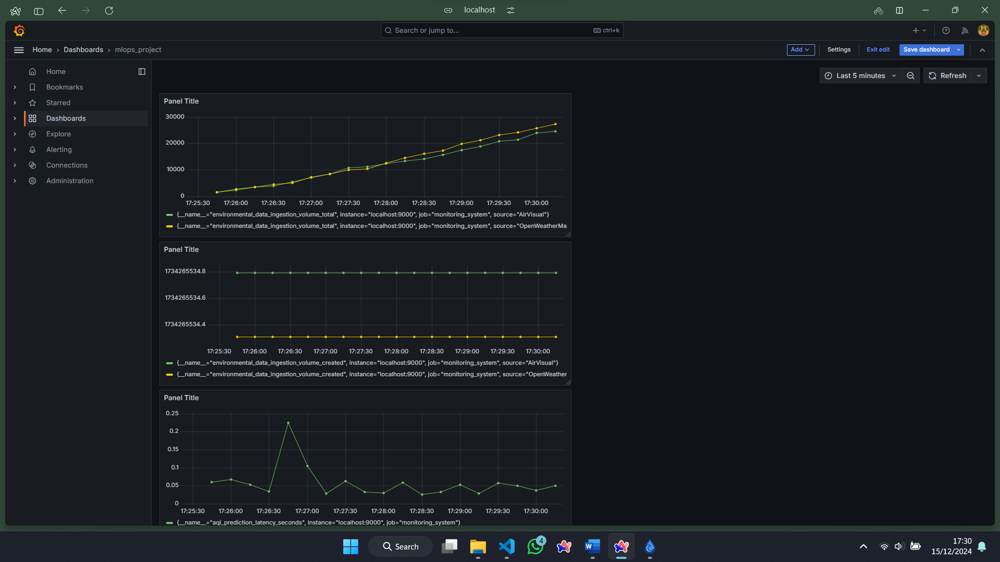 localhost
Search or jump to...
ctrl+k
Home › Dashboards › mlops_project
Add
Settings
Exit edit
Save dashboard
Home
Bookmarks
Starred
Dashboards
Explore
Alerting
Connections
Administration
Last 5 minutes
Refresh
Panel Title
30000
20000
10000
0
17:25:30 17:26:00 17:26:30 17:27:00 17:27:30 17:28:00 17:28:30 17:29:00 17:29:30 17:30:00
{__name__="environmental_data_ingestion_volume_total", instance="localhost:9000", job="monitoring_system", source="AirVisual"}
{__name__="environmental_data_ingestion_volume_total", instance="localhost:9000", job="monitoring_system", source="OpenWeatherMa
Panel Title
1734265534.8
1734265534.6
1734265534.4
17:25:30 17:26:00 17:26:30 17:27:00 17:27:30 17:28:00 17:28:30 17:29:00 17:29:30 17:30:00
{__name__="environmental_data_ingestion_volume_created", instance="localhost:9000", job="monitoring_system", source="AirVisual"}
{__name__="environmental_data_ingestion_volume_created", instance="localhost:9000", job="monitoring_system", source="OpenWeather
Panel Title
0.25
0.2
0.15
0.1
0.05
0
17:25:30 17:26:00 17:26:30 17:27:00 17:27:30 17:28:00 17:28:30 17:29:00 17:29:30 17:30:00
{__name__="aqi_prediction_latency_seconds", instance="localhost:9000", job="monitoring_system"}
Search
4
W
17:30
15/12/2024